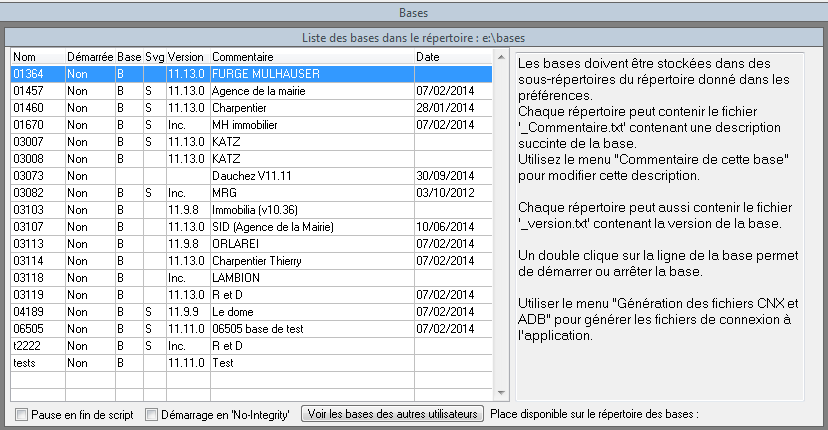 Bases
Liste des bases dans le répertoire : e:\bases
Nom Démarrée Base Svg Version Commentaire Date
01364 Non B 11.13.0 FURGE MULHAUSER
01457 Non B S 11.13.0 Agence de la mairie 07/02/2014
01460 Non B S 11.13.0 Charpentier 28/01/2014
01670 Non B S Inc. MH immobilier 07/02/2014
03007 Non B S 11.13.0 KATZ
03008 Non B 11.13.0 KATZ
03073 Dauchez V11.11 30/09/2014
03082 Non B S Inc. MRG 03/10/2012
03103 Non B 11.9.8 Immobilia (v10.36)
03107 Non B 11.13.0 SID (Agence de la Mairie) 10/06/2014
03113 Non B 11.9.8 ORLAREI 07/02/2014
03114 Non B 11.13.0 Charpentier Thierry 07/02/2014
03118 Non B Inc. LAMBION
03119 Non B 11.13.0 R et D 07/02/2014
04189 Non B S 11.9.9 Le dome 07/02/2014
06505 Non B S 11.11.0 06505 base de test 07/02/2014
t2222 Non B S Inc. R et D
tests Non B 11.11.0 Test
Les bases doivent être stockées dans des
sous-répertoires du répertoire donné dans les
préférences.
Chaque répertoire peut contenir le fichier
'_Commentaire.txt' contenant une description
succinte de la base.
Utilisez le menu "Commentaire de cette base"
pour modifier cette description.
Chaque répertoire peut aussi contenir le fichier
'_version.txt' contenant la version de la base.
Un double clique sur la ligne de la base permet
de démarrer ou arrêter la base.
Utiliser le menu "Génération des fichiers CNX et
ADB" pour générer les fichiers de connexion à
l'application.
Pause en fin de script Démarrage en 'No-Integrity' Voir les bases des autres utilisateurs Place disponible sur le répertoire des bases :